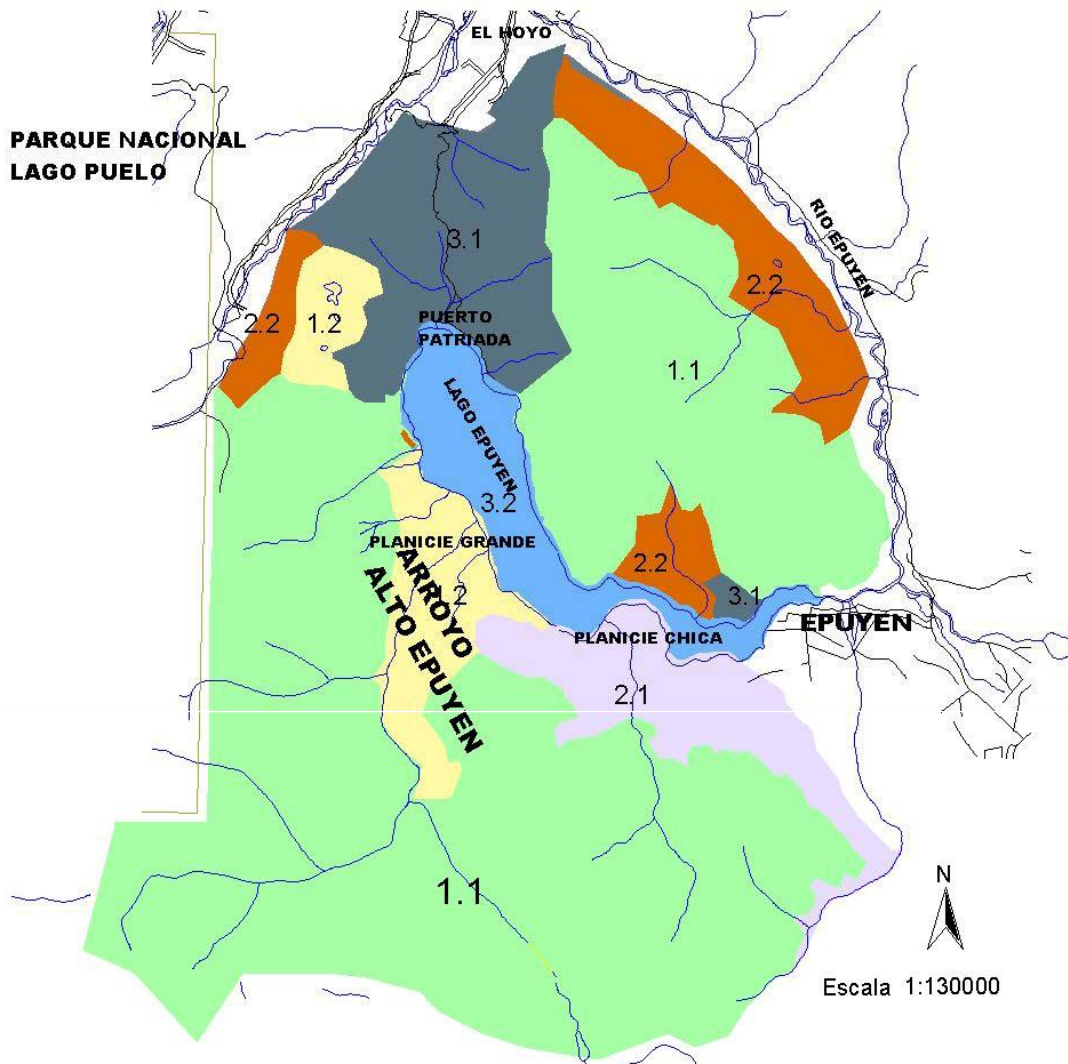 EL HOYO
PARQUE NACIONAL
LAGO PUELO
RIO EPUYEN
3.1
2.2
2.2
1.2
PUERTO
PATRIADA
1.1
LAGO EPUYEN
3.2
PLANICIE GRANDE
2.2
3.1
ARROYO
ALTO EPUYEN
2
EPUYEN
PLANICIE CHICA
2.1
1.1
N
Escala 1:130000